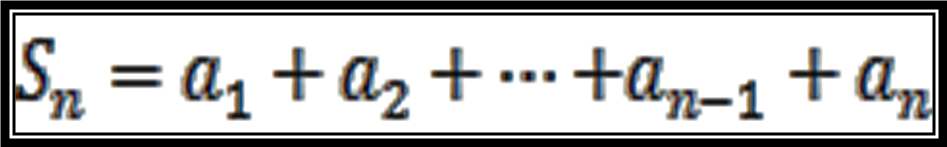 Sₙ = a₁ + a₂ + ⋯ + aₙ₋₁ + aₙ